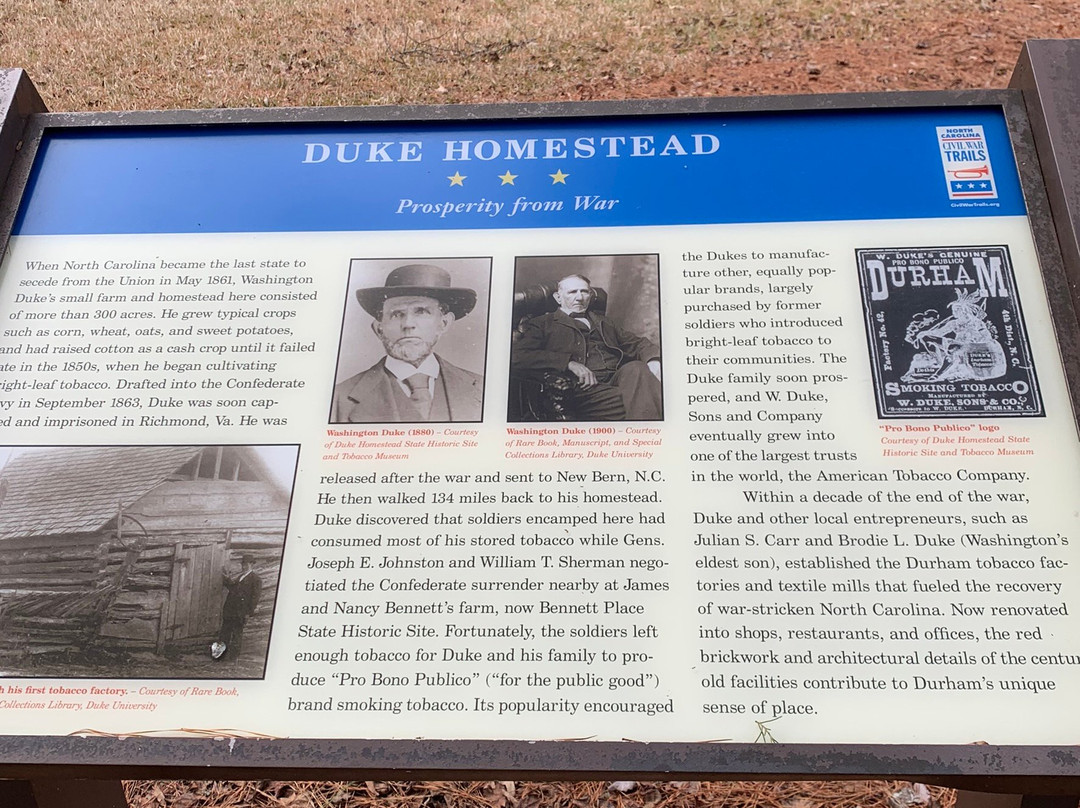 DUKE HOMESTEAD
Prosperity from War
NORTH
CAROLINA
CIVIL WAR
TRAILS
CivilWarTrails.org
When North Carolina became the last state to
secede from the Union in May 1861, Washington
Duke's small farm and homestead here consisted
of more than 300 acres. He grew typical crops
such as corn, wheat, oats, and sweet potatoes,
and had raised cotton as a cash crop until it failed
ate in the 1850s, when he began cultivating
right-leaf tobacco. Drafted into the Confederate
vy in September 1863, Duke was soon cap-
ed and imprisoned in Richmond, Va. He was
h his first tobacco factory. – Courtesy of Rare Book,
Collections Library, Duke University
Washington Duke (1880) – Courtesy
of Duke Homestead State Historic Site
and Tobacco Museum
Washington Duke (1900) – Courtesy
of Rare Book, Manuscript, and Special
Collections Library, Duke University
released after the war and sent to New Bern, N.C.
He then walked 134 miles back to his homestead.
Duke discovered that soldiers encamped here had
consumed most of his stored tobacco while Gens.
Joseph E. Johnston and William T. Sherman nego-
tiated the Confederate surrender nearby at James
and Nancy Bennett's farm, now Bennett Place
State Historic Site. Fortunately, the soldiers left
enough tobacco for Duke and his family to pro-
duce “Pro Bono Publico” (“for the public good”)
brand smoking tobacco. Its popularity encouraged
the Dukes to manufac-
ture other, equally pop-
ular brands, largely
purchased by former
soldiers who introduced
bright-leaf tobacco to
their communities. The
Duke family soon pros-
pered, and W. Duke,
Sons and Company
eventually grew into
one of the largest trusts
in the world, the American Tobacco Company.
Within a decade of the end of the war,
Duke and other local entrepreneurs, such as
Julian S. Carr and Brodie L. Duke (Washington's
eldest son), established the Durham tobacco fac-
tories and textile mills that fueled the recovery
of war-stricken North Carolina. Now renovated
into shops, restaurants, and offices, the red
brickwork and architectural details of the centu
old facilities contribute to Durham's unique
sense of place.
W. DUKE'S GENUINE
PRO BONO PUBLICO
DURHAM
Factory No. 42,
4th Dist. N. C.
SMOKING TOBACCO
MANUFACTURED BY
W. DUKE, SONS & CO.
Successors to W. DUKE. DURHAM, N. C.
“Pro Bono Publico” logo
Courtesy of Duke Homestead State
Historic Site and Tobacco Museum